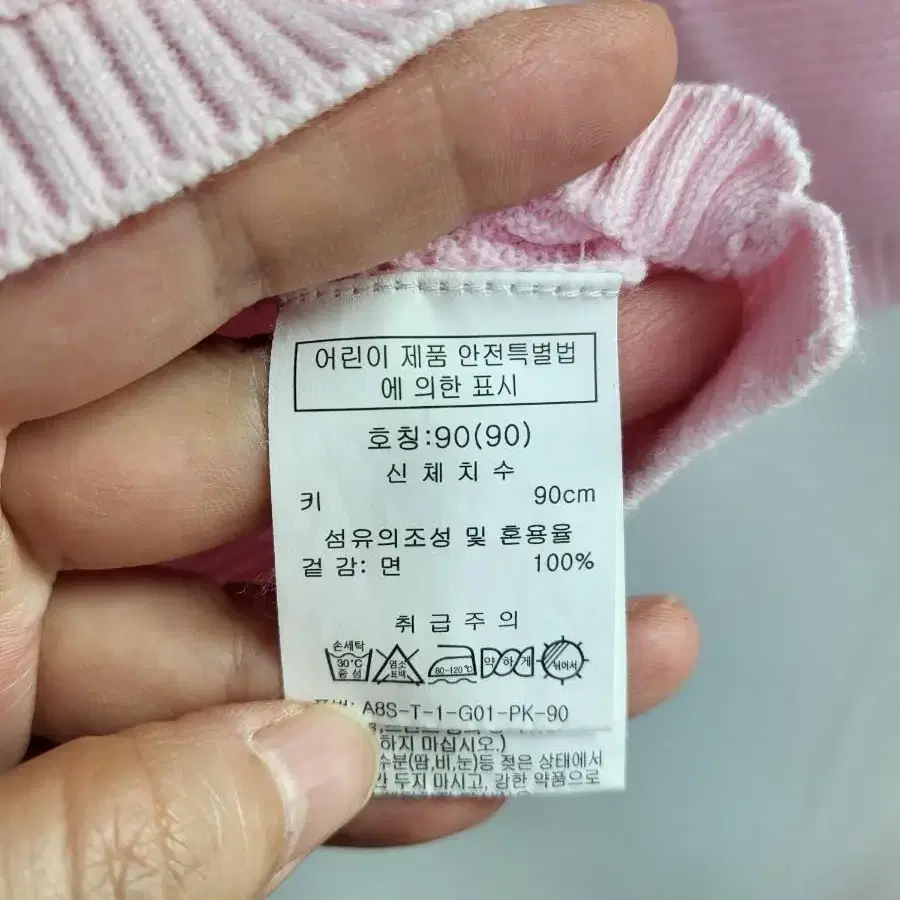 어린이 제품 안전특별법
에 의한 표시
호칭:90(90)
신체치수
키 90cm
섬유의조성 및 혼용율
겉감: 면 100%
취급주의
손세탁 30℃ 중성 염소 표백 80-120℃ 약하게 뉘어서
A8S-T-1-G01-PK-90
하지 마십시오.)
수분(땀,비,눈)등 젖은 상태에서
두지 마시고, 강한 약품으로